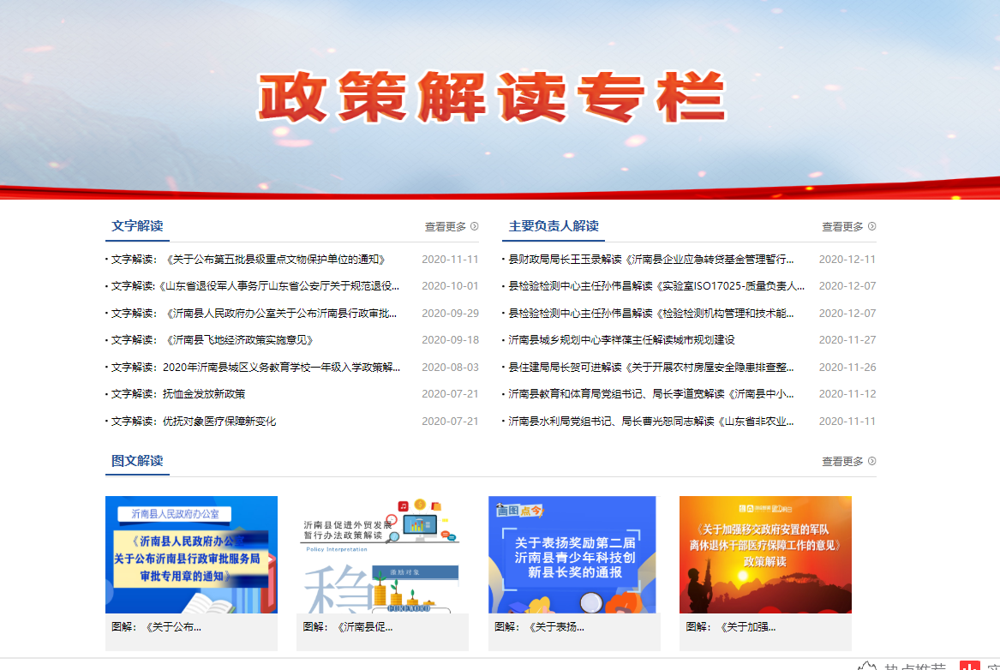 政策解读专栏
文字解读
查看更多
· 文字解读：《关于公布第五批县级重点文物保护单位的通知》 2020-11-11
· 文字解读:《山东省退役军人事务厅山东省公安厅关于规范退役... 2020-10-01
· 文字解读：《沂南县人民政府办公室关于公布沂南县行政审批... 2020-09-29
· 文字解读：《沂南县飞地经济政策实施意见》 2020-09-18
· 文字解读：2020年沂南县城区义务教育学校一年级入学政策解... 2020-08-03
· 文字解读：抚恤金发放新政策 2020-07-21
· 文字解读：优抚对象医疗保障新变化 2020-07-21
主要负责人解读
查看更多
· 县财政局局长王玉录解读《沂南县企业应急转贷基金管理暂行... 2020-12-11
· 县检验检测中心主任孙伟昌解读《实验室ISO17025-质量负责人... 2020-12-07
· 县检验检测中心主任孙伟昌解读《检验检测机构管理和技术能... 2020-12-07
· 沂南县城乡规划中心李祥葆主任解读城市规划建设 2020-11-27
· 县住建局局长贺可进解读《关于开展农村房屋安全隐患排查整... 2020-11-26
· 沂南县教育和体育局党组书记、局长李道宽解读《沂南县中小... 2020-11-12
· 沂南县水利局党组书记、局长曹光恕同志解读《山东省非农业... 2020-11-11
图文解读
查看更多
沂南县人民政府办公室
《沂南县人民政府办公室
关于公布沂南县行政审批服务局
审批专用章的通知》
图解：《关于公布...
沂南县促进外贸发展
暂行办法政策解读
Policy Interpretation
稳
激励对象
图解：《沂南县促...
画图点今
关于表扬奖励第二届
沂南县青少年科技创
新县长奖的通报
图解：《关于表扬...
《关于加强移交政府安置的军队
离休退休干部医疗保障工作的意见》
政策解读
图解：《关于加强...
热点推荐